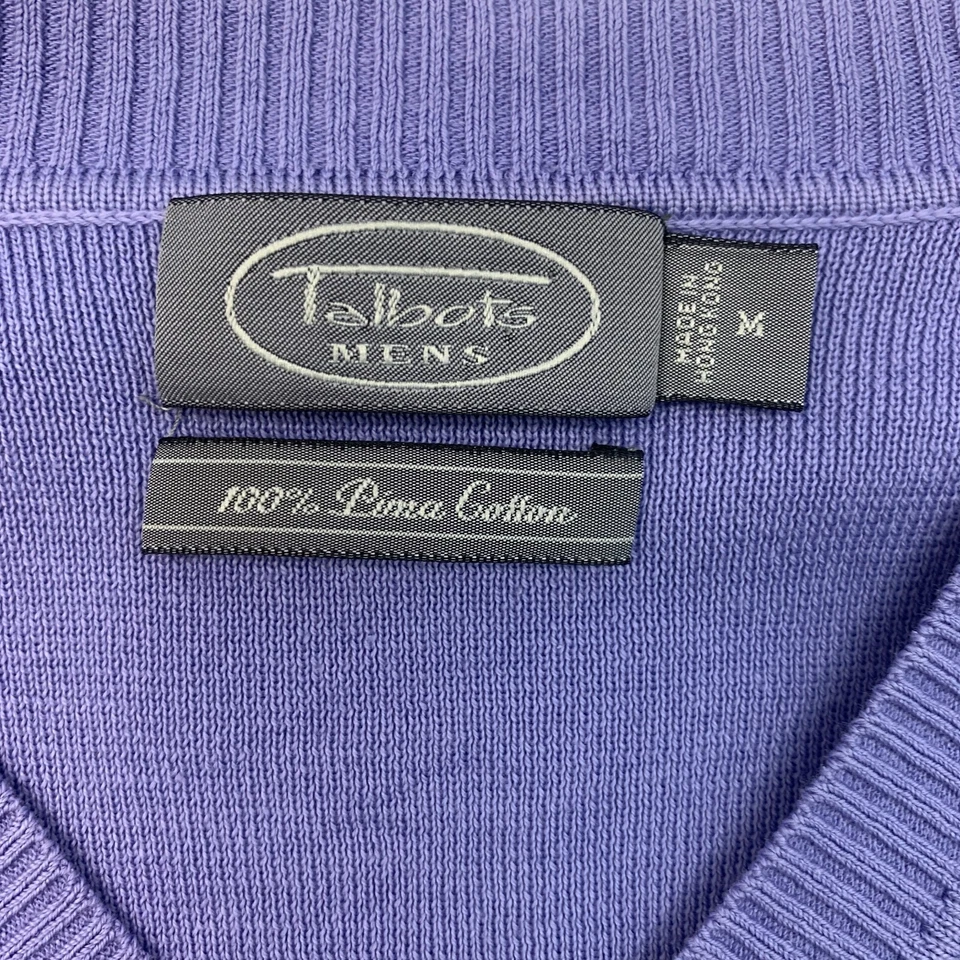 Talbots
MENS
MADE IN
HONG KONG
M
100% Pima Cotton